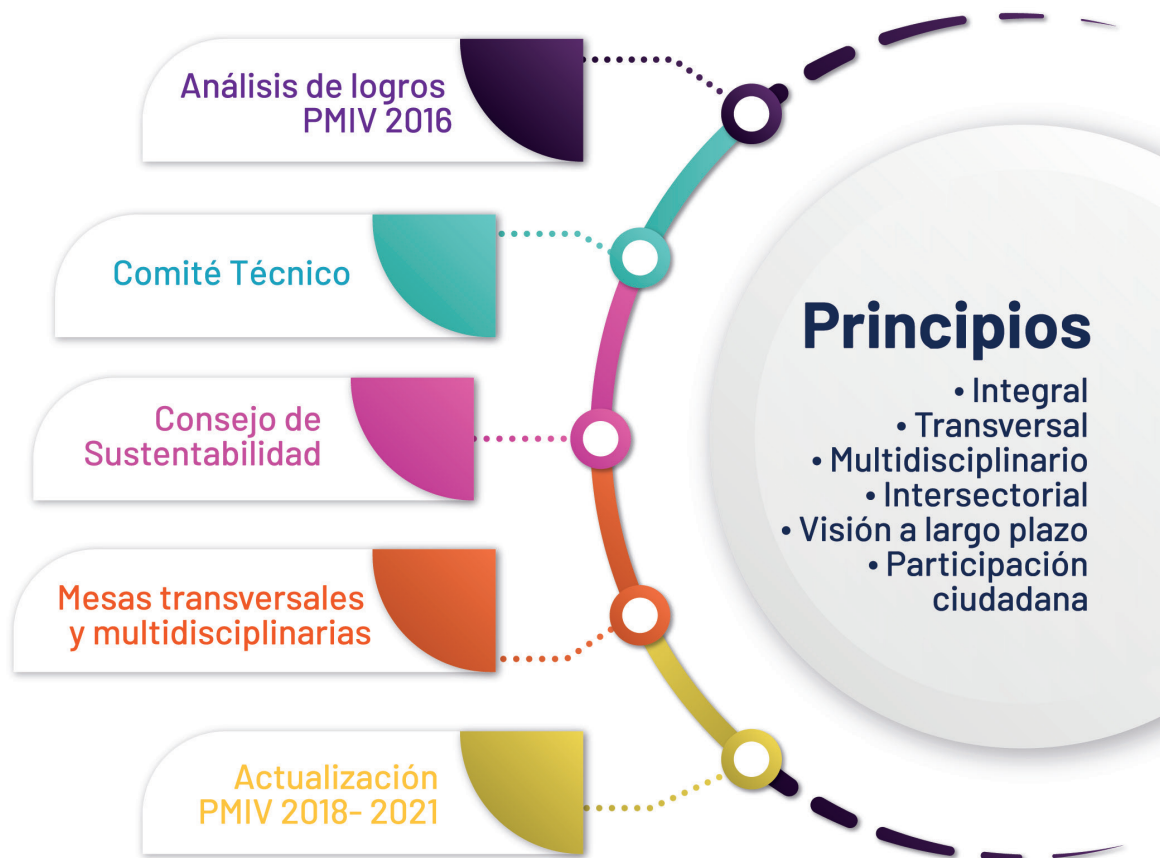 Análisis de logros
PMIV 2016
Comité Técnico
Consejo de
Sustentabilidad
Mesas transversales
y multidisciplinarias
Actualización
PMIV 2018- 2021
Principios
• Integral
• Transversal
• Multidisciplinario
• Intersectorial
• Visión a largo plazo
• Participación
ciudadana